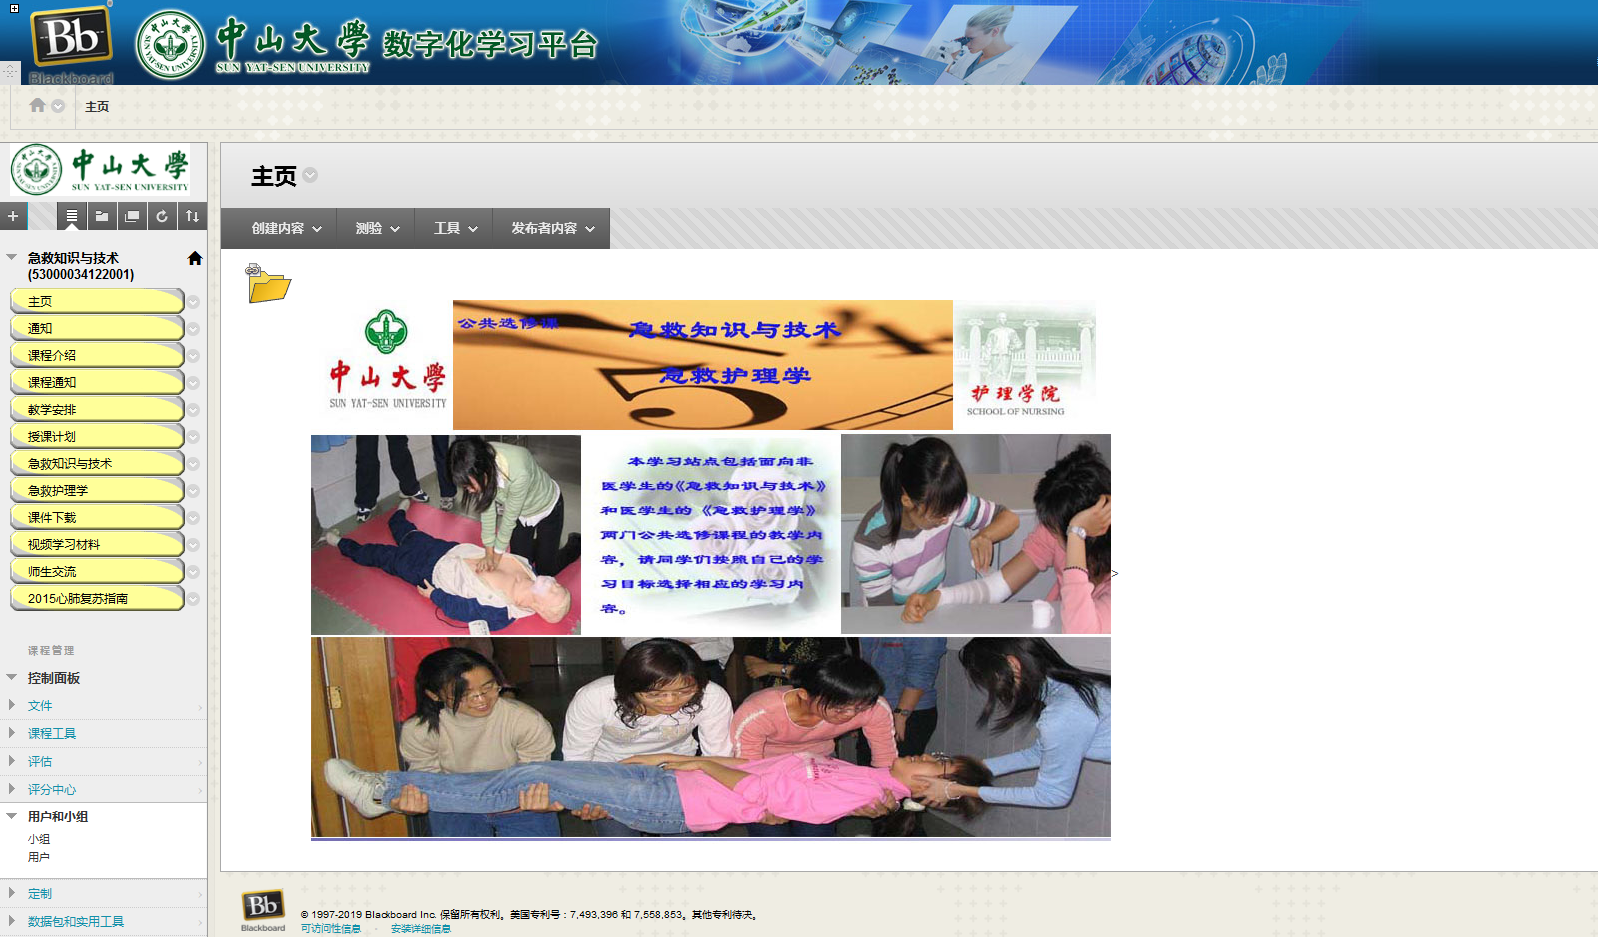 Bb
Blackboard
中山大学
SUN YAT-SEN UNIVERSITY
数字化学习平台
主页
中山大学
SUN YAT-SEN UNIVERSITY
主页
创建内容
测验
工具
发布者内容
急救知识与技术
(53000034122001)
主页
通知
课程介绍
课程通知
教学安排
授课计划
急救知识与技术
急救护理学
课件下载
视频学习材料
师生交流
2015心肺复苏指南
课程管理
控制面板
文件
课程工具
评估
评分中心
用户和小组
小组
用户
定制
数据包和实用工具
中山大學
SUN YAT-SEN UNIVERSITY
公共选修课
急救知识与技术
急救护理学
护理学院
SCHOOL OF NURSING
本学习站点包括面向非
医学生的《急救知识与技术》
和医学生的《急救护理学》
两门公共选修课程的教学内
容，请同学们按照自己的学
习目标选择相应的学习内
容。
>
Bb
Blackboard
© 1997-2019 Blackboard Inc. 保留所有权利。美国专利号：7,493,396 和 7,558,853。其他专利待决。
可访问性信息 · 安装详细信息